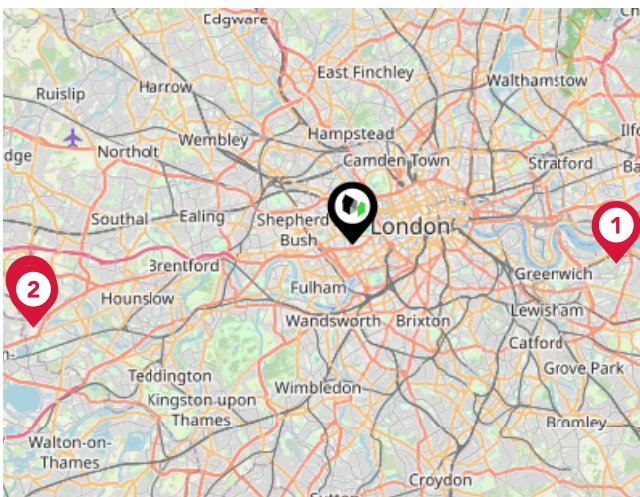 Edgware
East Finchley
Walthamstow
Ruislip
Harrow
Wembley
Hampstead
Northolt
dge
Camden Town
Stratford
Ba
Southal
Ealing
Shepherd
Bush
London
1
Brentford
Greenwich
2
Hounslow
Fulham
Lewisham
Wandsworth
Brixton
Catford
Teddington
Wimbledon
Grove Park
Kingston upon
Thames
Bromley
Walton-on-
Thames
Croydon